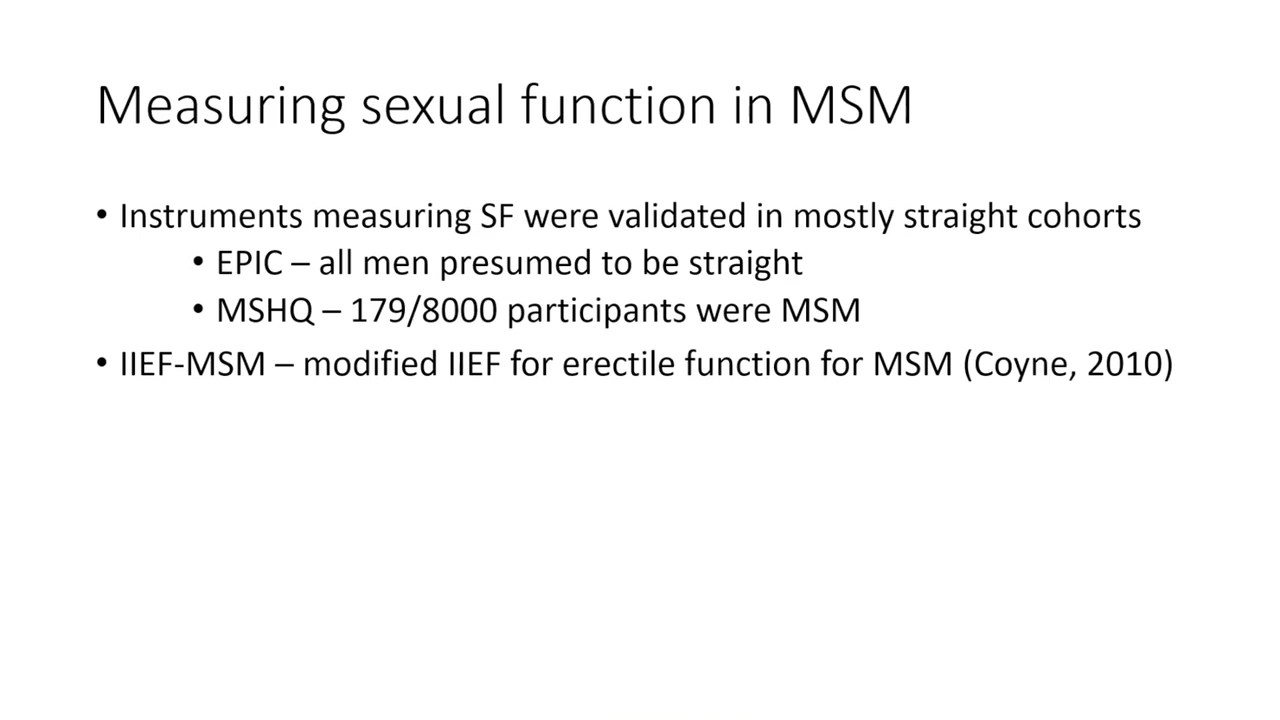 Measuring sexual function in MSM
• Instruments measuring SF were validated in mostly straight cohorts
• EPIC – all men presumed to be straight
• MSHQ – 179/8000 participants were MSM
• IIEF-MSM – modified IIEF for erectile function for MSM (Coyne, 2010)